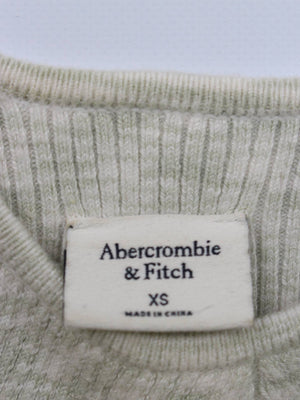 Abercrombie
& Fitch
XS
MADE IN CHINA